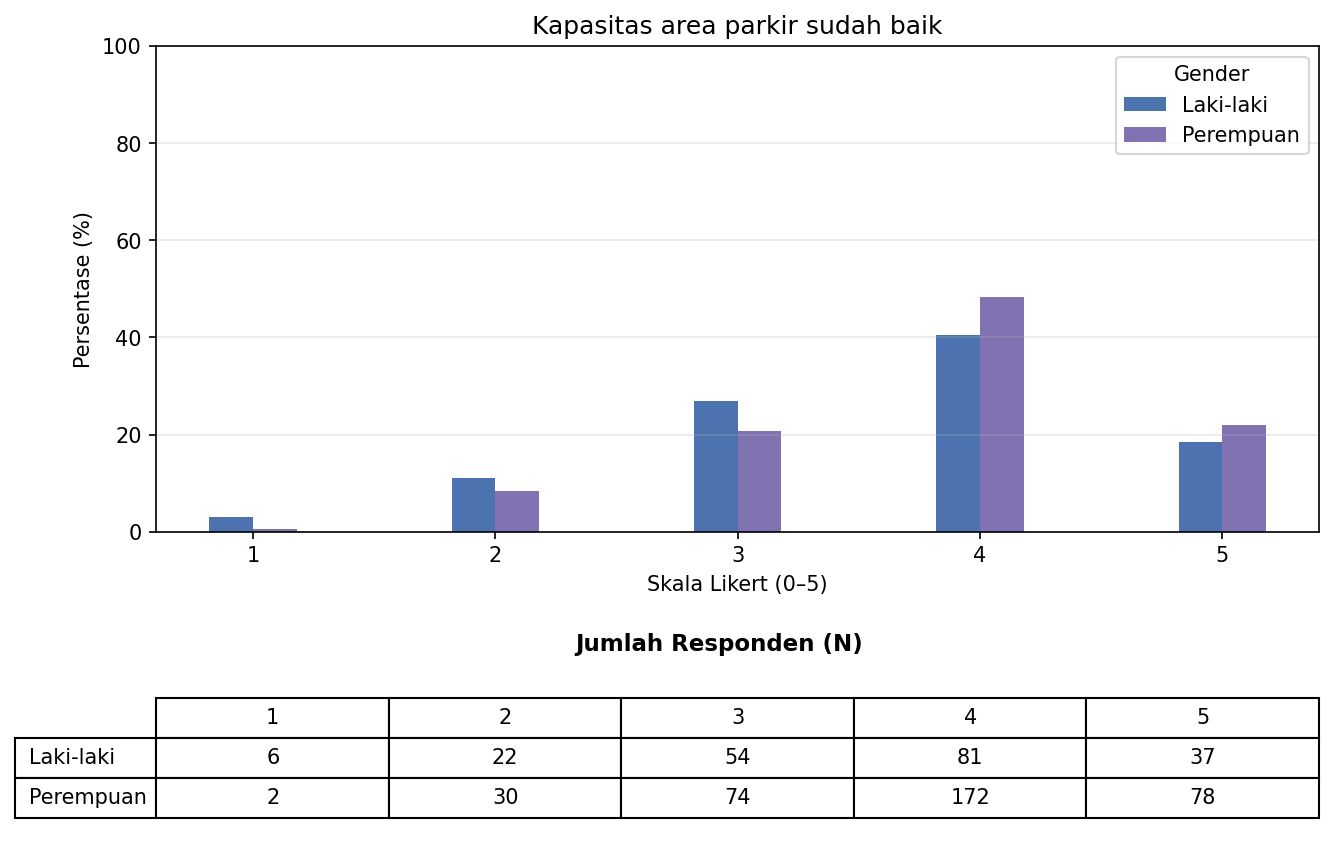 Kapasitas area parkir sudah baik
100
80
60
40
20
0
Persentase (%)
Gender
Laki-laki
Perempuan
1 2 3 4 5
Skala Likert (0–5)
Jumlah Responden (N)
1 2 3 4 5
Laki-laki 6 22 54 81 37
Perempuan 2 30 74 172 78